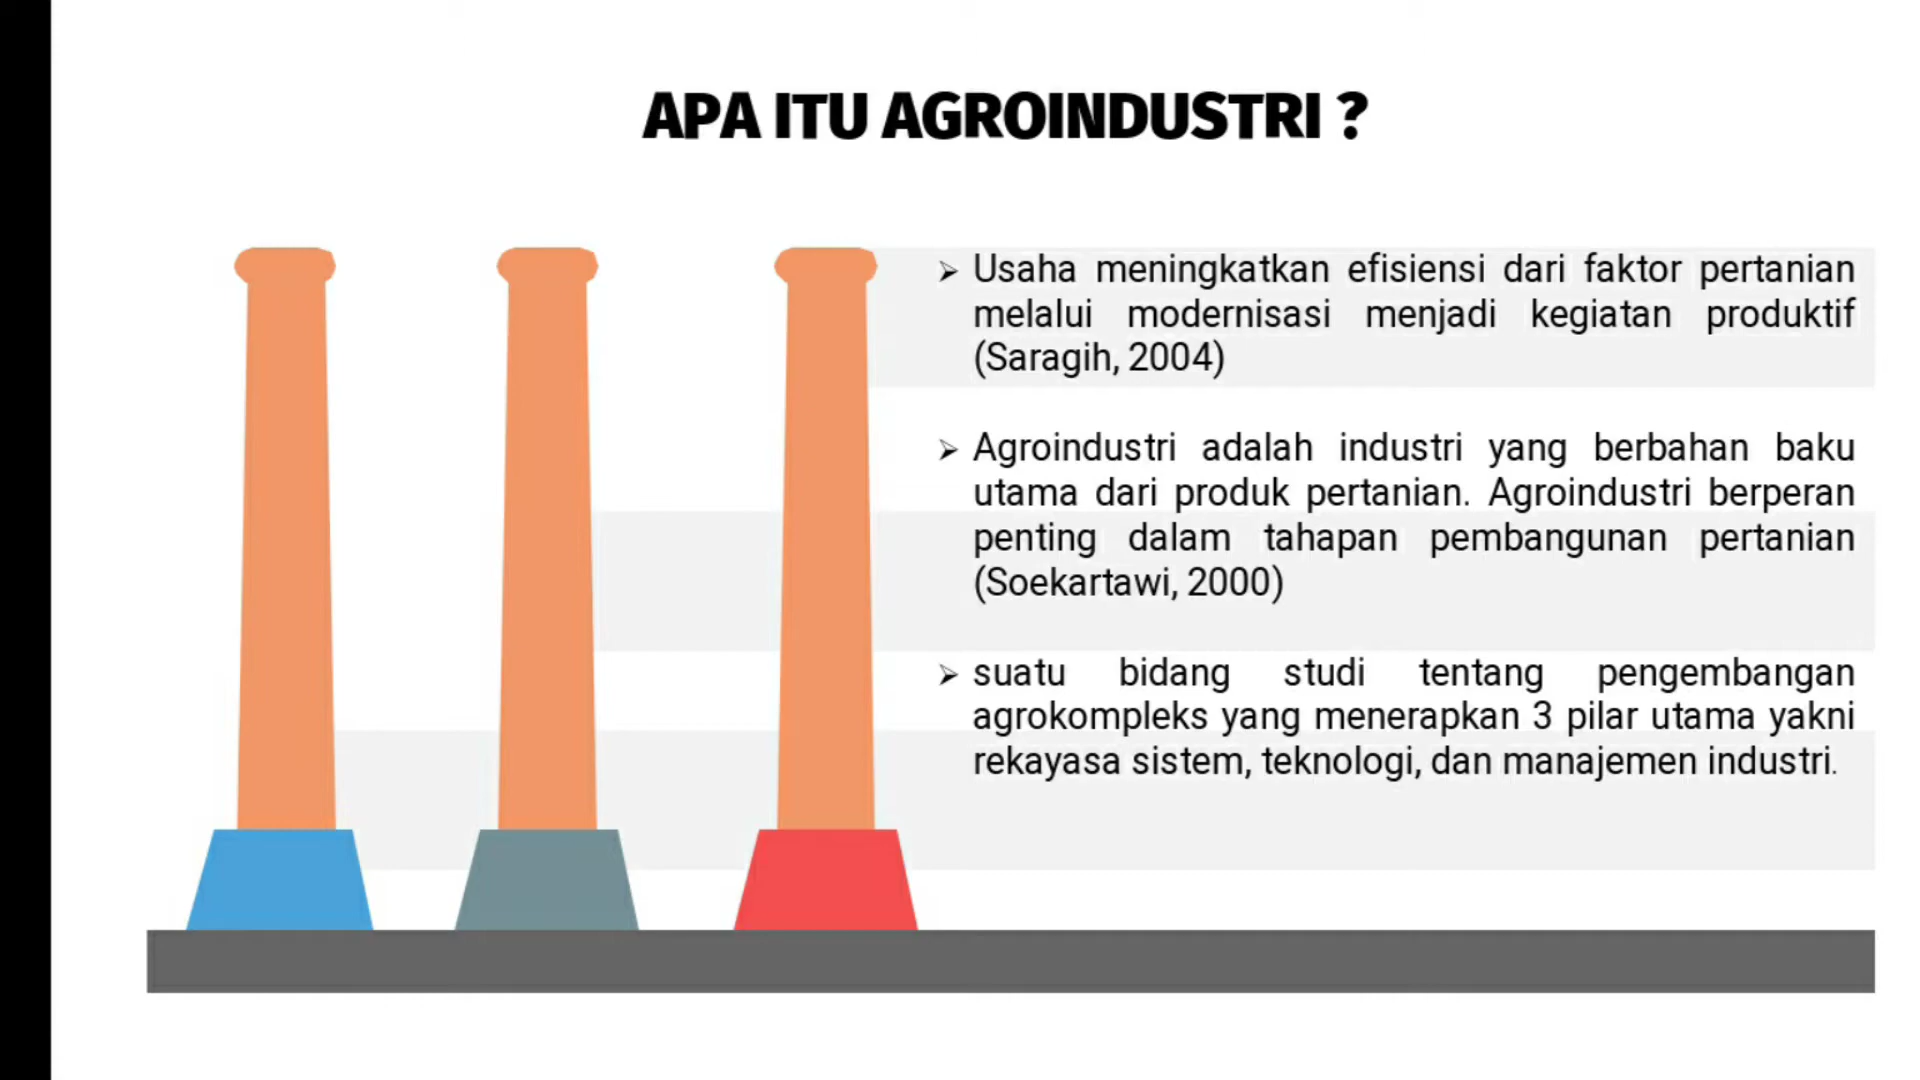 APA ITU AGROINDUSTRI ?
➢ Usaha meningkatkan efisiensi dari faktor pertanian
melalui modernisasi menjadi kegiatan produktif
(Saragih, 2004)
➢ Agroindustri adalah industri yang berbahan baku
utama dari produk pertanian. Agroindustri berperan
penting dalam tahapan pembangunan pertanian
(Soekartawi, 2000)
➢ suatu bidang studi tentang pengembangan
agrokompleks yang menerapkan 3 pilar utama yakni
rekayasa sistem, teknologi, dan manajemen industri.